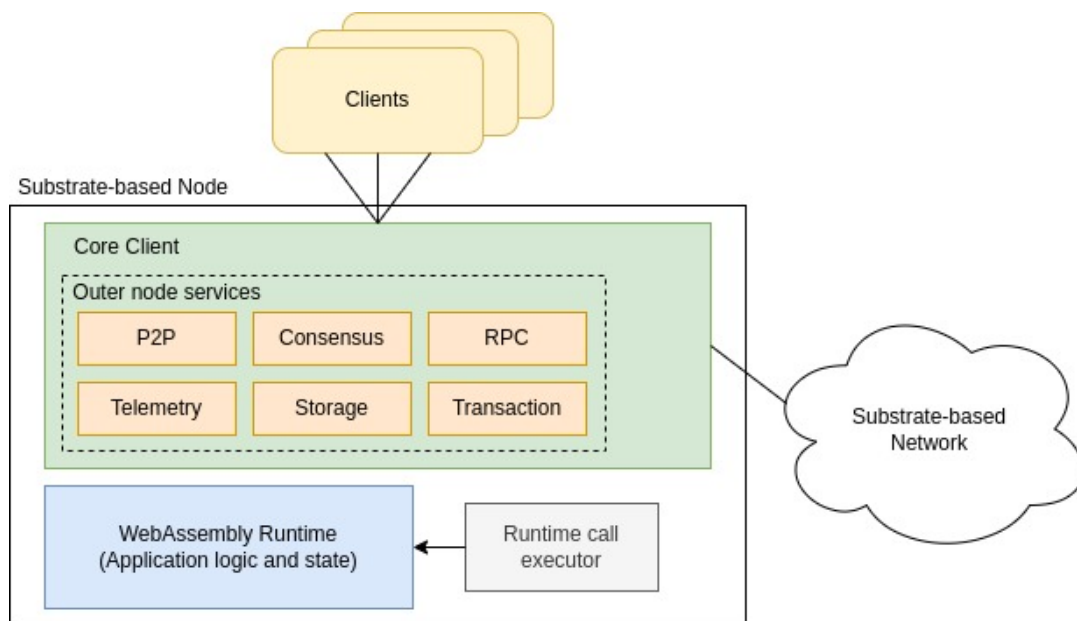 Clients
Substrate-based Node
Core Client
Outer node services
P2P
Consensus
RPC
Telemetry
Storage
Transaction
Substrate-based
Network
WebAssembly Runtime
(Application logic and state)
Runtime call
executor